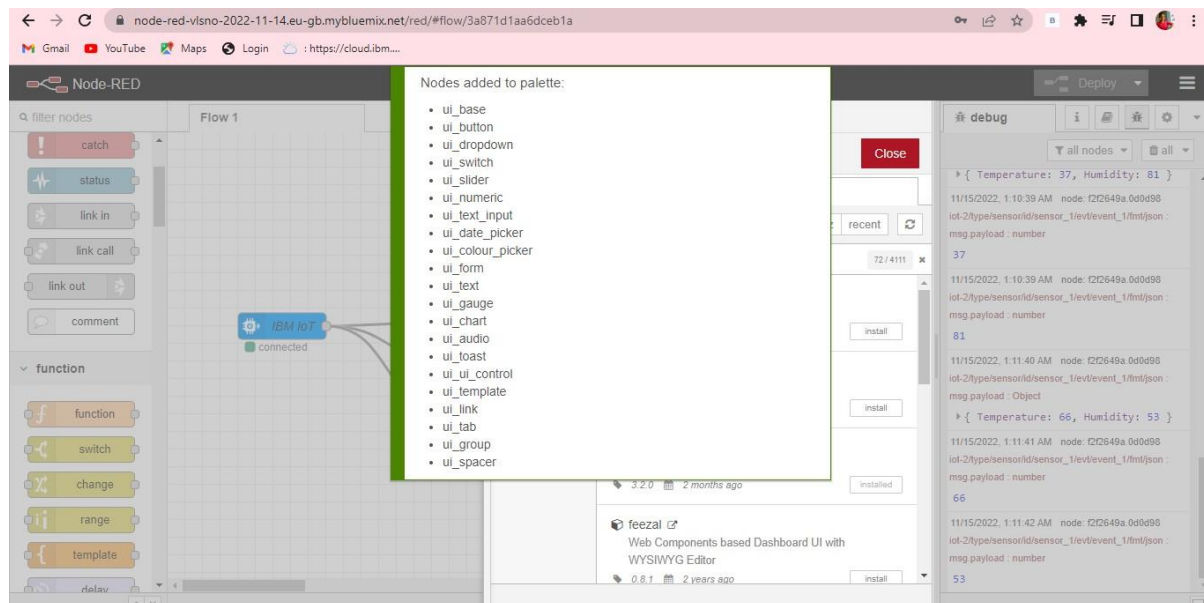 node-red-vlsno-2022-11-14.eu-gb.mybluemix.net/red/#flow/3a871d1aa6dceb1a
Gmail YouTube Maps Login : https://cloud.ibm....
Node-RED
Deploy
filter nodes
Flow 1
catch
status
link in
link call
link out
comment
function
function
switch
change
range
template
delay
IBM IoT
connected
Nodes added to palette:
• ui_base
• ui_button
• ui_dropdown
• ui_switch
• ui_slider
• ui_numeric
• ui_text_input
• ui_date_picker
• ui_colour_picker
• ui_form
• ui_text
• ui_gauge
• ui_chart
• ui_audio
• ui_toast
• ui_ui_control
• ui_template
• ui_link
• ui_tab
• ui_group
• ui_spacer
Close
recent
72 / 4111
install
install
3.2.0 2 months ago installed
feezal
Web Components based Dashboard UI with
WYSIWYG Editor
0.8.1 2 years ago install
debug
all nodes all
{ Temperature: 37, Humidity: 81 }
11/15/2022, 1:10:39 AM node: f2f2649a.0d0d98
iot-2/type/sensor/id/sensor_1/evt/event_1/fmt/json :
msg.payload : number
37
11/15/2022, 1:10:39 AM node: f2f2649a.0d0d98
iot-2/type/sensor/id/sensor_1/evt/event_1/fmt/json :
msg.payload : number
81
11/15/2022, 1:11:40 AM node: f2f2649a.0d0d98
iot-2/type/sensor/id/sensor_1/evt/event_1/fmt/json :
msg.payload : Object
{ Temperature: 66, Humidity: 53 }
11/15/2022, 1:11:41 AM node: f2f2649a.0d0d98
iot-2/type/sensor/id/sensor_1/evt/event_1/fmt/json :
msg.payload : number
66
11/15/2022, 1:11:42 AM node: f2f2649a.0d0d98
iot-2/type/sensor/id/sensor_1/evt/event_1/fmt/json :
msg.payload : number
53